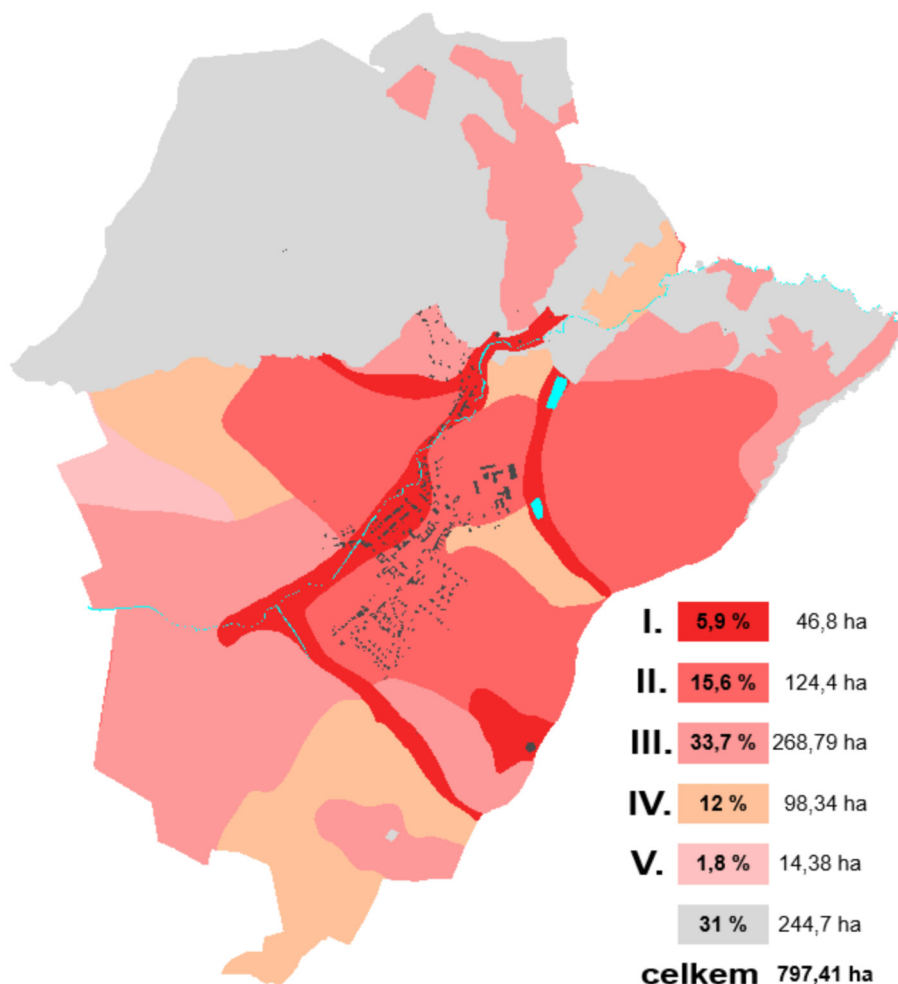 I. 5,9 % 46,8 ha
II. 15,6 % 124,4 ha
III. 33,7 % 268,79 ha
IV. 12 % 98,34 ha
V. 1,8 % 14,38 ha
31 % 244,7 ha
celkem 797,41 ha